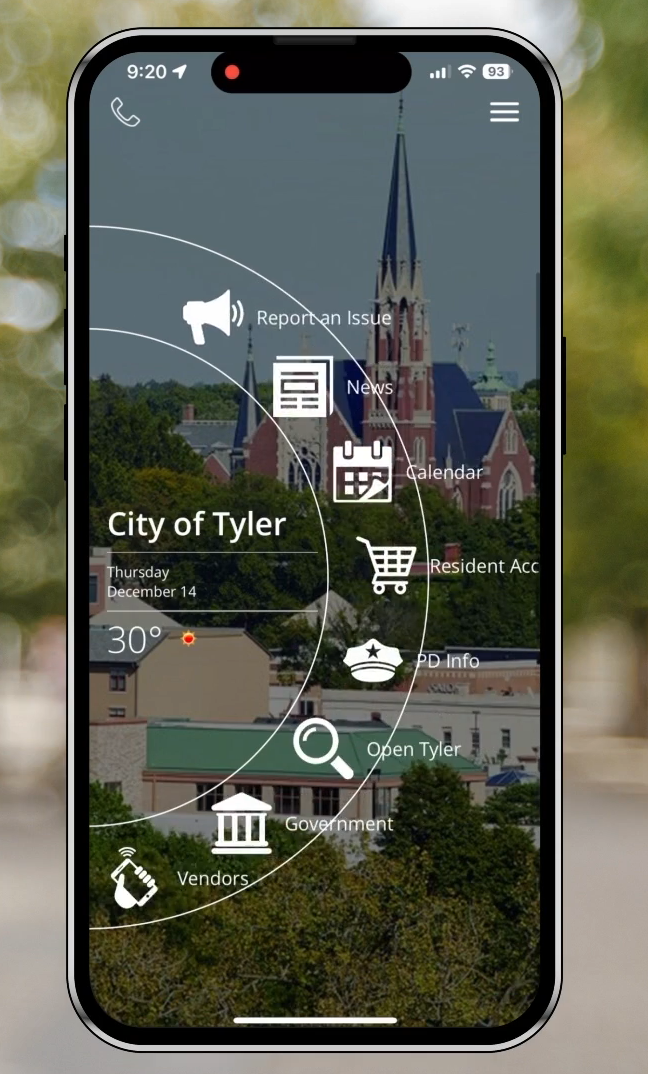 9:20
93
Report an Issue
News
Calendar
City of Tyler
Resident Acc
Thursday
December 14
30°
PD Info
Open Tyler
Government
Vendors